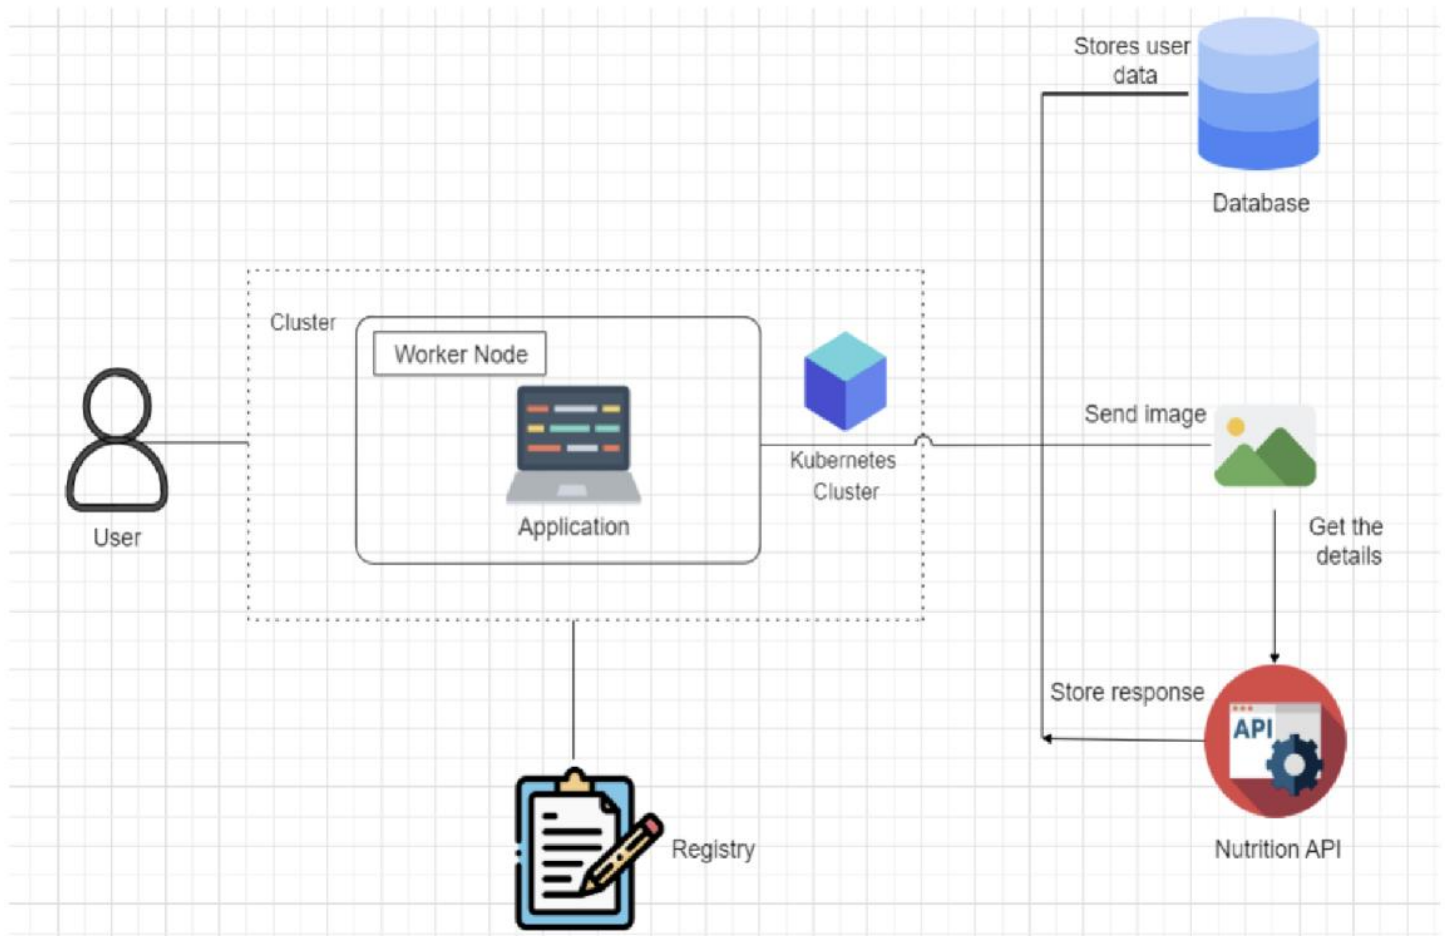 Stores user
data
Database
Cluster
Worker Node
Application
Kubernetes
Cluster
User
Send image
Get the
details
Store response
API
Nutrition API
Registry